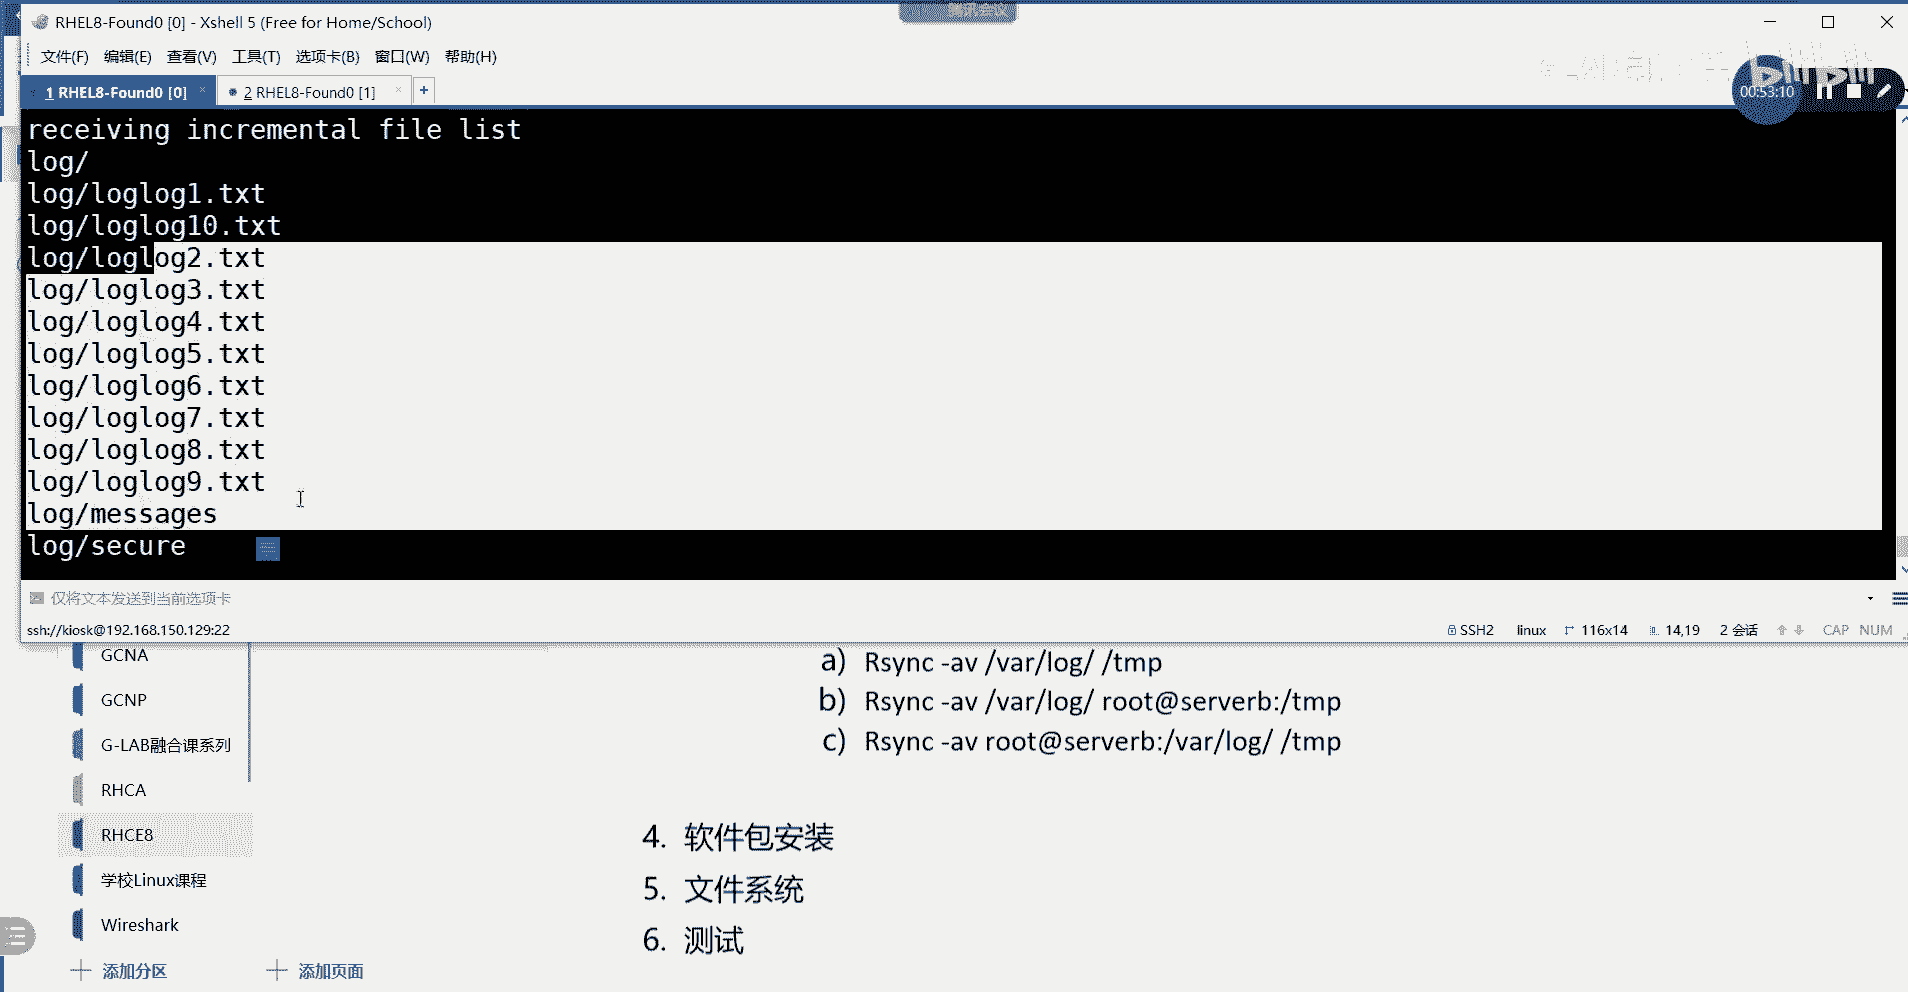 腾讯会议
RHEL8-Found0 [0] - Xshell 5 (Free for Home/School)
bilibili
文件(F) 编辑(E) 查看(V) 工具(T) 选项卡(B) 窗口(W) 帮助(H)
1 RHEL8-Found0 [0] × 2 RHEL8-Found0 [1] × +
00:53:10
receiving incremental file list
log/
log/loglog1.txt
log/loglog10.txt
log/loglog2.txt
log/loglog3.txt
log/loglog4.txt
log/loglog5.txt
log/loglog6.txt
log/loglog7.txt
log/loglog8.txt
log/loglog9.txt
log/messages
log/secure
仅将文本发送到当前选项卡
ssh://kiosk@192.168.150.129:22 SSH2 linux 116x14 14,19 2 会话 CAP NUM
GCNA
GCNP
G-LAB融合课系列
RHCA
RHCE8
学校Linux课程
Wireshark
添加分区 添加页面
a) Rsync -av /var/log/ /tmp
b) Rsync -av /var/log/ root@serverb:/tmp
c) Rsync -av root@serverb:/var/log/ /tmp
4. 软件包安装
5. 文件系统
6. 测试